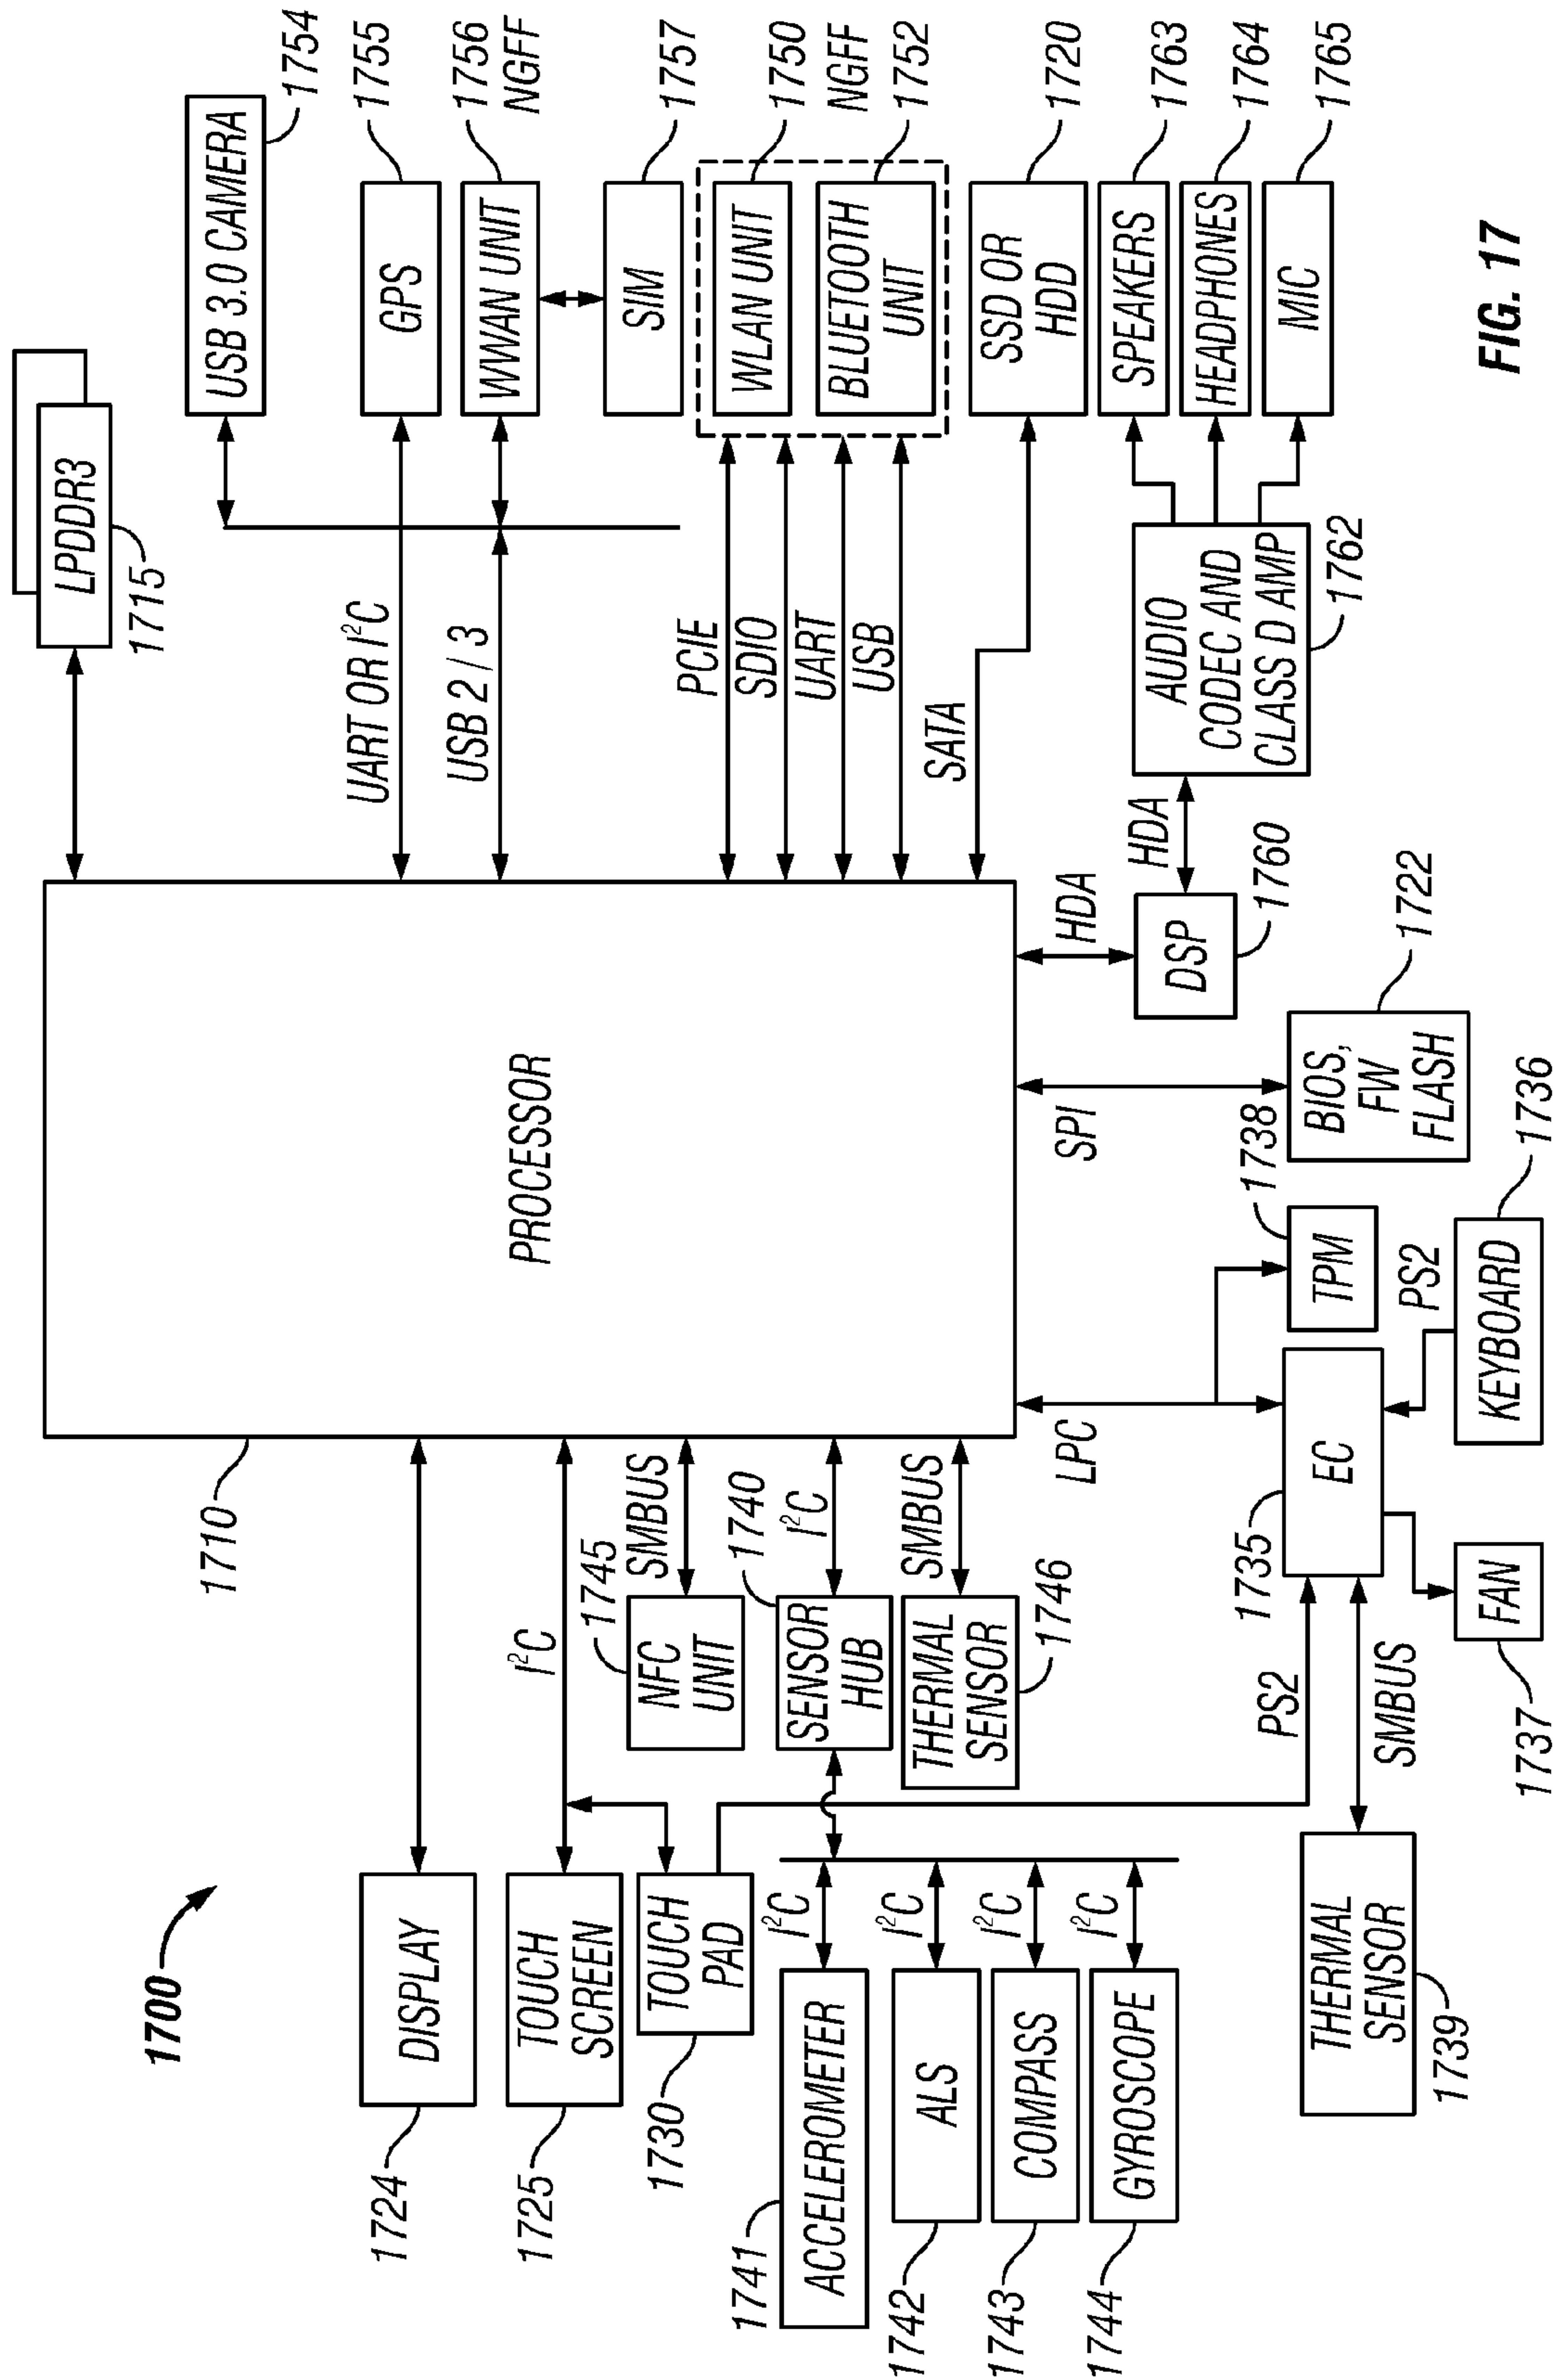 1700
LPDDR3
1715
1710
PROCESSOR
DISPLAY
1724
I²C
TOUCH
SCREEN
1725
TOUCH
PAD
1730
1745
NFC
UNIT
SMBUS
1740
SENSOR
HUB
I²C
THERMAL
SENSOR
SMBUS
1746
1741
ACCELEROMETER
I²C
1742
ALS
I²C
1743
COMPASS
I²C
1744
GYROSCOPE
I²C
THERMAL
SENSOR
1739
PS2
SMBUS
1735
EC
LPC
FAN
1737
PS2
KEYBOARD
1736
TPM
1738
SPI
BIOS,
FW
FLASH
1722
HDA
DSP
1760
HDA
AUDIO
CODEC AND
CLASS D AMP
1762
USB 3.0 CAMERA
1754
UART OR I²C
GPS
1755
USB 2 / 3
WWAN UNIT
1756
NGFF
SIM
1757
PCIE
SDIO
UART
USB
WLAN UNIT
1750
NGFF
BLUETOOTH
UNIT
1752
SATA
SSD OR
HDD
1720
SPEAKERS
1763
HEADPHONES
1764
MIC
1765
FIG. 17